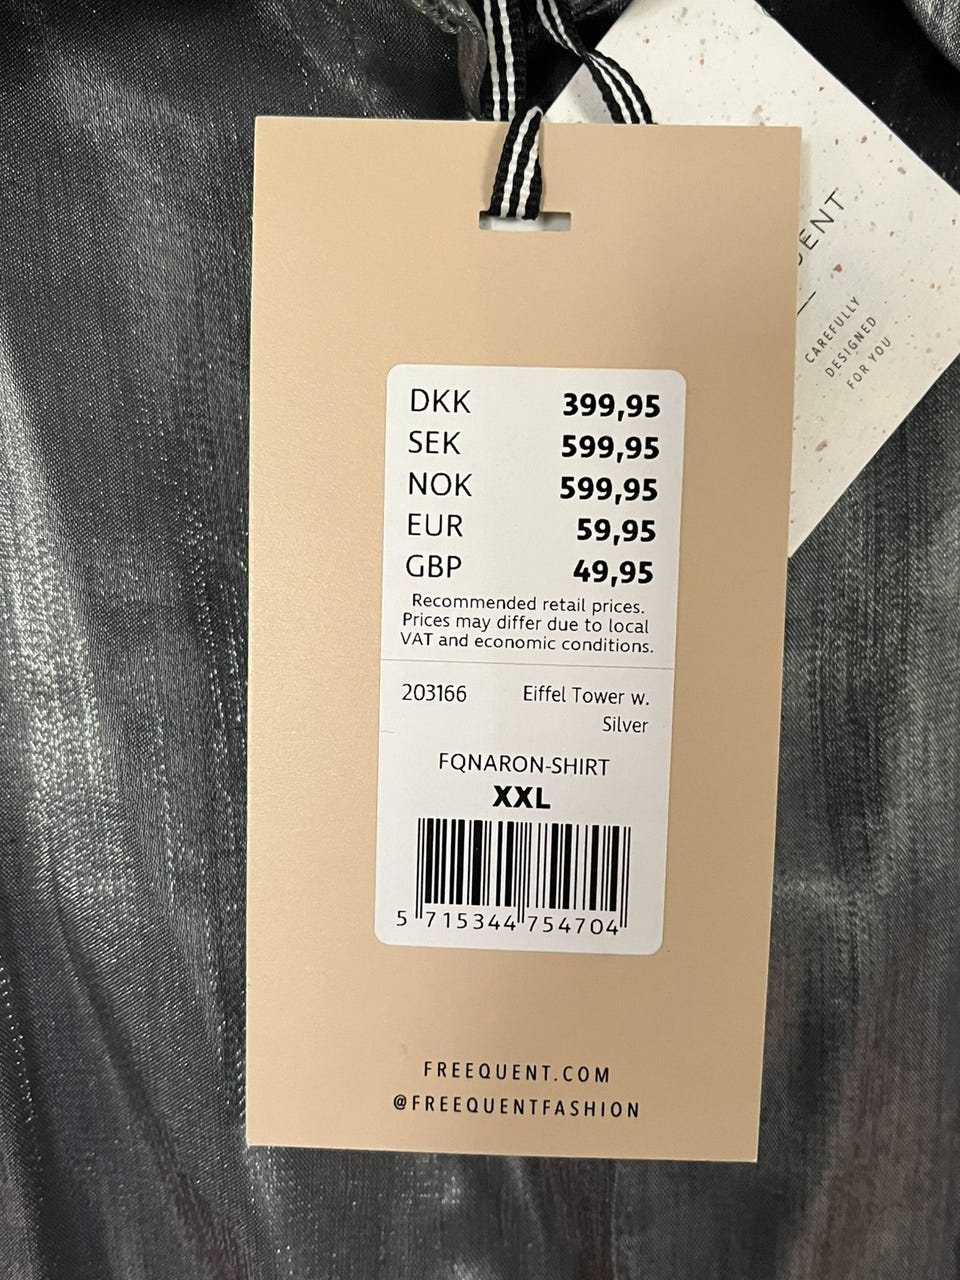 DKK 399,95
SEK 599,95
NOK 599,95
EUR 59,95
GBP 49,95
Recommended retail prices.
Prices may differ due to local
VAT and economic conditions.
203166 Eiffel Tower w.
Silver
FQNARON-SHIRT
XXL
5 715344 754704
FREEQUENT.COM
@FREEQUENTFASHION
CAREFULLY
DESIGNED
FOR YOU